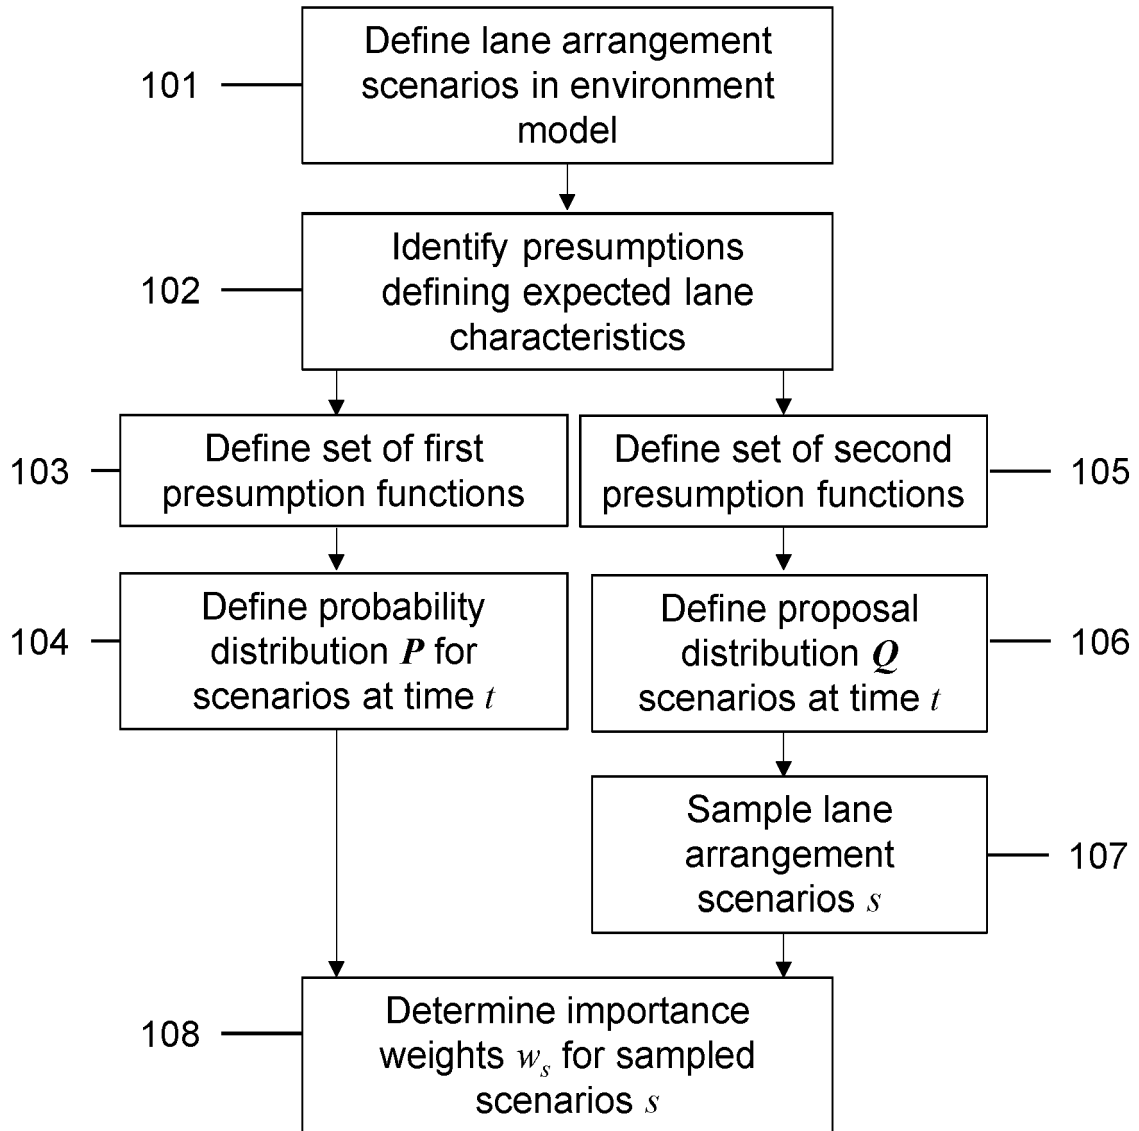 Define lane arrangement
scenarios in environment
model
101
Identify presumptions
defining expected lane
characteristics
102
Define set of first
presumption functions
103
Define set of second
presumption functions
105
Define probability
distribution P for
scenarios at time t
104
Define proposal
distribution Q
scenarios at time t
106
Sample lane
arrangement
scenarios s
107
Determine importance
weights wₛ for sampled
scenarios s
108